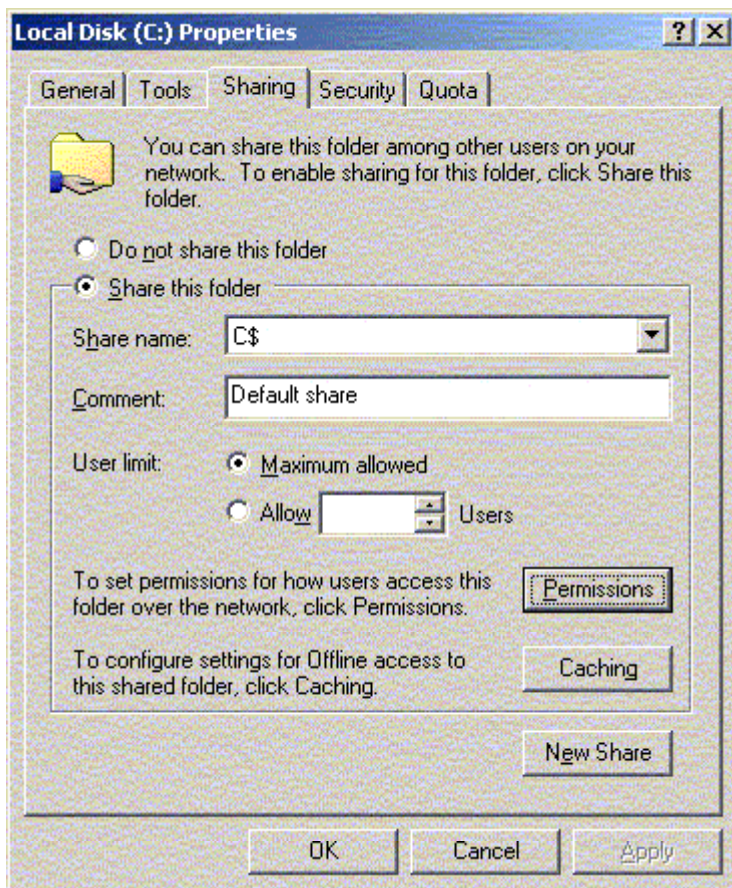 Local Disk (C:) Properties
General Tools Sharing Security Quota
You can share this folder among other users on your
network. To enable sharing for this folder, click Share this
folder.
Do not share this folder
Share this folder
Share name: C$
Comment: Default share
User limit: Maximum allowed
Allow Users
To set permissions for how users access this
folder over the network, click Permissions.
Permissions
To configure settings for Offline access to
this shared folder, click Caching.
Caching
New Share
OK Cancel Apply